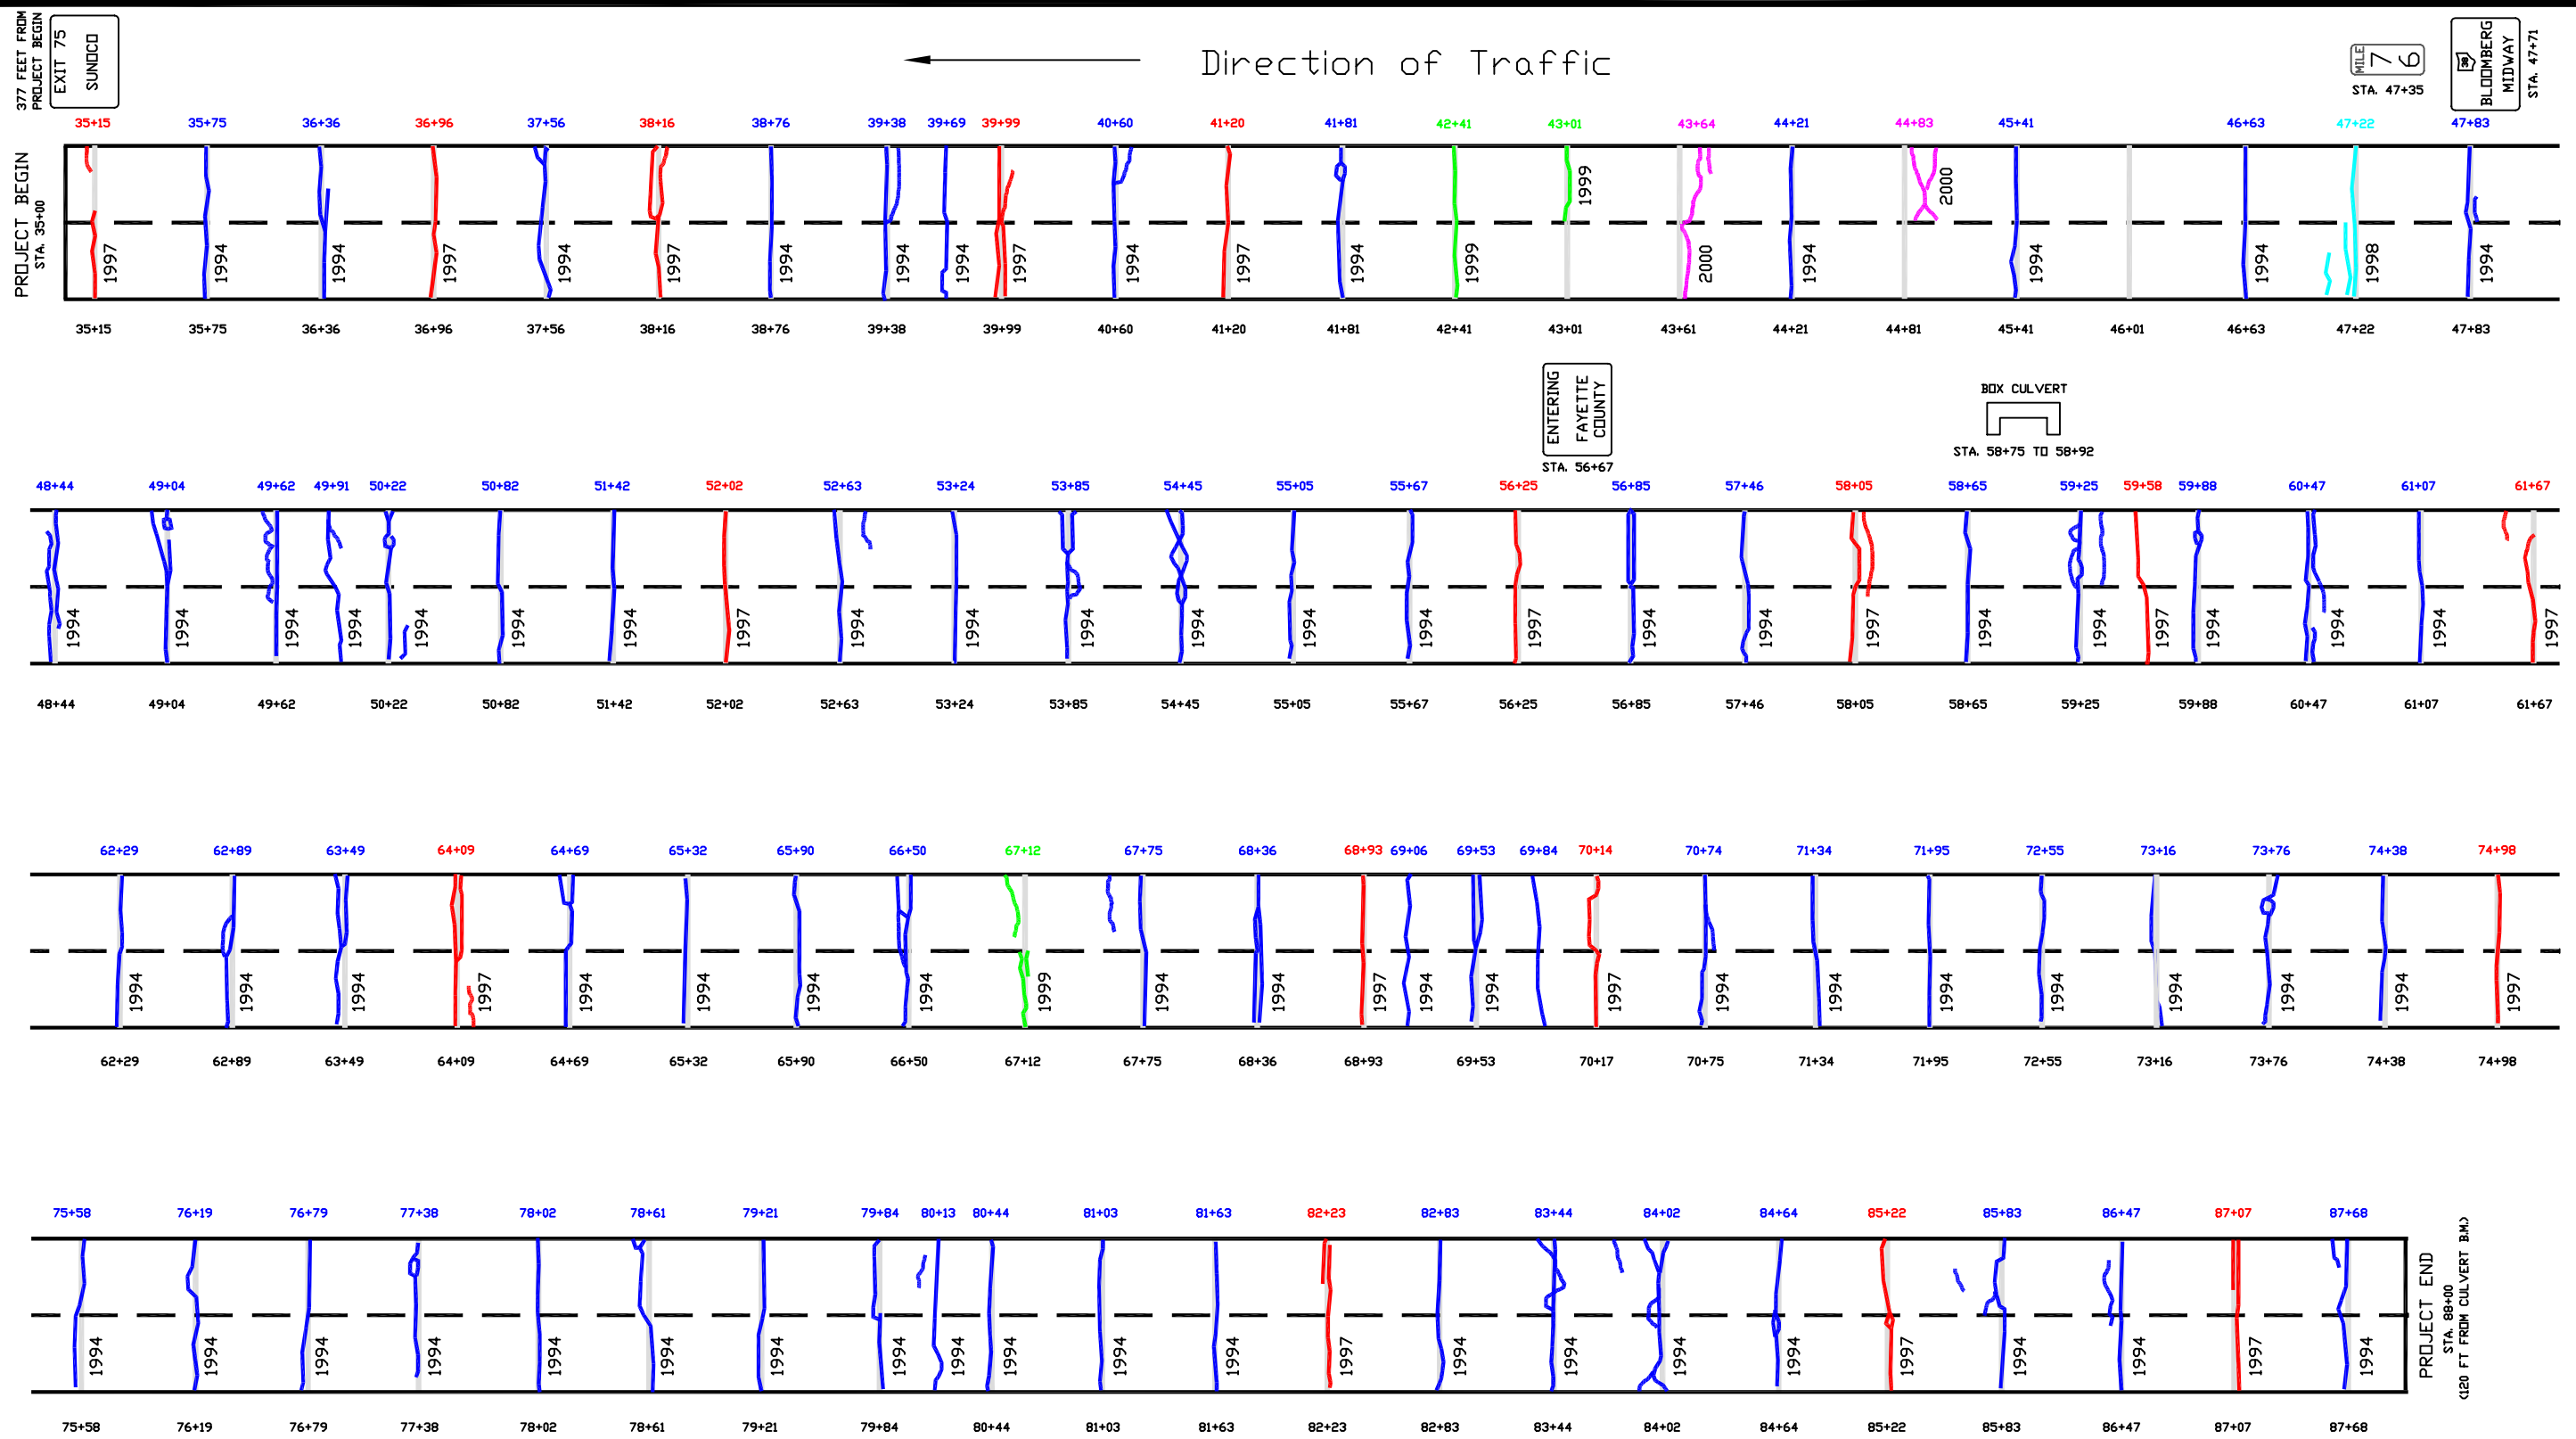 377 FEET FROM
PROJECT BEGIN
EXIT 75
SUNOCO
Direction of Traffic
MILE
76
STA. 47+35
38
BLOOMBERG
MIDWAY
STA. 47+71
35+15 35+75 36+36 36+96 37+56 38+16 38+76 39+38 39+69 39+99 40+60 41+20 41+81 42+41 43+01 43+64 44+21 44+83 45+41 46+63 47+22 47+83
PROJECT BEGIN
STA. 35+00
1997 1994 1994 1997 1994 1997 1994 1994 1994 1997 1994 1997 1994 1999 1999 2000 1994 2000 1994 1994 1998 1994
35+15 35+75 36+36 36+96 37+56 38+16 38+76 39+38 39+99 40+60 41+20 41+81 42+41 43+01 43+61 44+21 44+81 45+41 46+01 46+63 47+22 47+83
ENTERING
FAYETTE
COUNTY
STA. 56+67
BOX CULVERT
STA. 58+75 TO 58+92
48+44 49+04 49+62 49+91 50+22 50+82 51+42 52+02 52+63 53+24 53+85 54+45 55+05 55+67 56+25 56+85 57+46 58+05 58+65 59+25 59+58 59+88 60+47 61+07 61+67
1994 1994 1994 1994 1994 1994 1994 1997 1994 1994 1994 1994 1994 1994 1997 1994 1994 1997 1994 1994 1997 1994 1994 1994 1997
48+44 49+04 49+62 50+22 50+82 51+42 52+02 52+63 53+24 53+85 54+45 55+05 55+67 56+25 56+85 57+46 58+05 58+65 59+25 59+88 60+47 61+07 61+67
62+29 62+89 63+49 64+09 64+69 65+32 65+90 66+50 67+12 67+75 68+36 68+93 69+06 69+53 69+84 70+14 70+74 71+34 71+95 72+55 73+16 73+76 74+38 74+98
1994 1994 1994 1997 1994 1994 1994 1994 1999 1994 1994 1997 1994 1994 1997 1994 1994 1994 1994 1994 1994 1994 1997
62+29 62+89 63+49 64+09 64+69 65+32 65+90 66+50 67+12 67+75 68+36 68+93 69+53 70+17 70+75 71+34 71+95 72+55 73+16 73+76 74+38 74+98
75+58 76+19 76+79 77+38 78+02 78+61 79+21 79+84 80+13 80+44 81+03 81+63 82+23 82+83 83+44 84+02 84+64 85+22 85+83 86+47 87+07 87+68
1994 1994 1994 1994 1994 1994 1994 1994 1994 1994 1994 1994 1997 1994 1994 1994 1994 1997 1994 1994 1997 1994
PROJECT END
STA. 88+00
(120 FT FROM CULVERT B.M.)
75+58 76+19 76+79 77+38 78+02 78+61 79+21 79+84 80+44 81+03 81+63 82+23 82+83 83+44 84+02 84+64 85+22 85+83 86+47 87+07 87+68